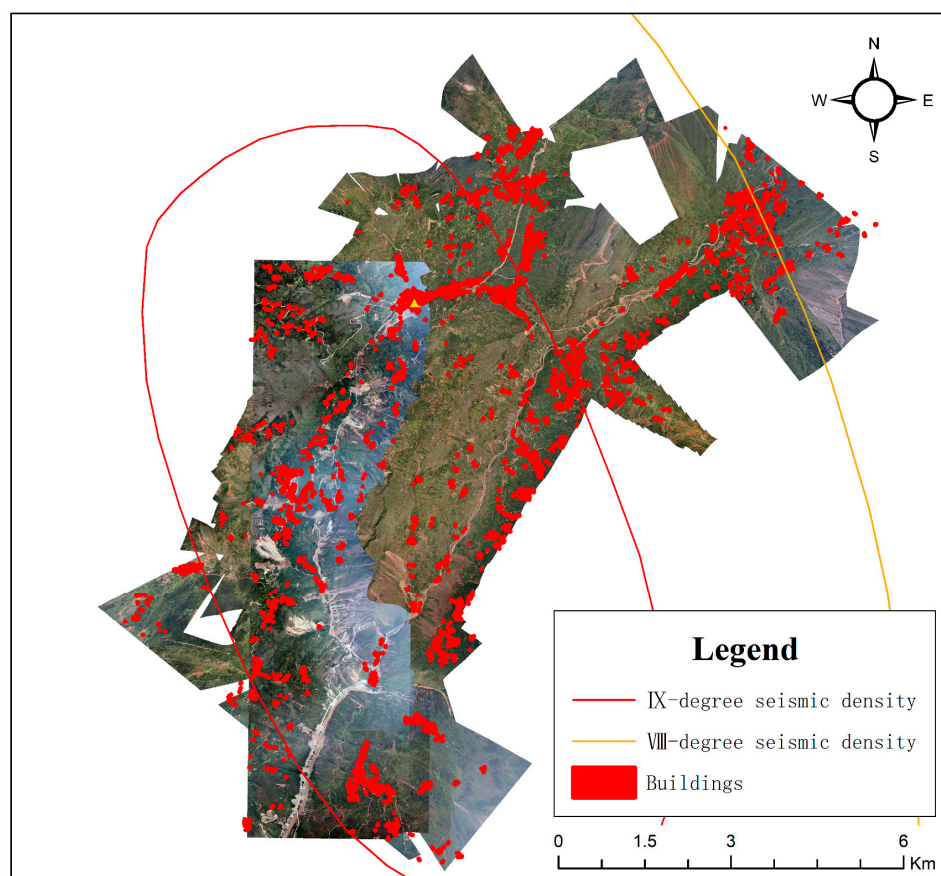 N
W E
S
Legend
Ⅸ-degree seismic density
Ⅷ-degree seismic density
Buildings
0 1.5 3 6
Km